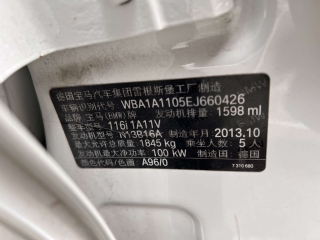 德国宝马汽车集团雷根斯堡工厂制造
车辆识别代号: WBA1A1105EJ660426
品牌: 宝马(BMW)牌 发动机排量: 1598 ml
整车型号: 116i 1A11V
发动机型号: N13B16A 制造年月: 2013.10
最大允许总质量: 1845 kg 乘坐人数: 5 人
发动机最大净功率: 100 kW 制造国: 德国
颜色代码/色画: A96/0
7 310 680